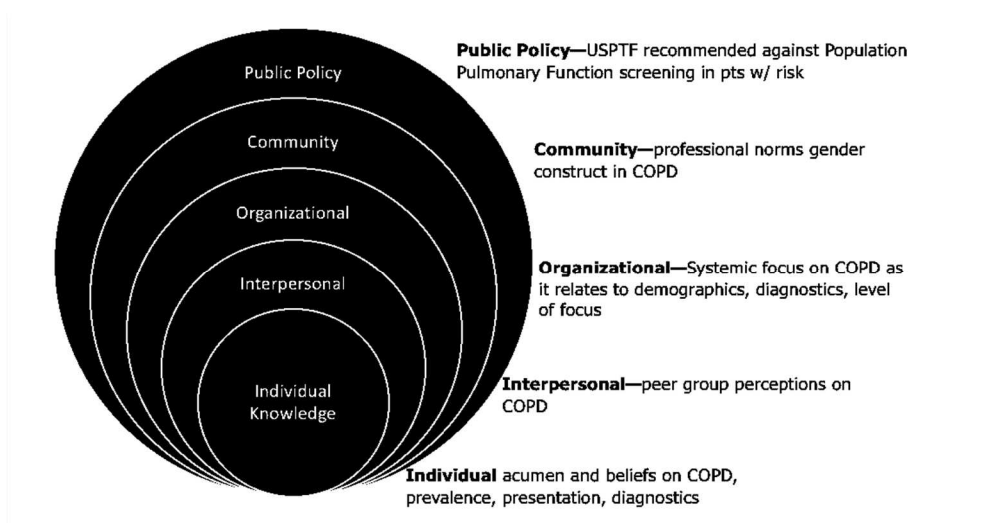 Public Policy
Community
Organizational
Interpersonal
Individual
Knowledge
Public Policy—USPTF recommended against Population
Pulmonary Function screening in pts w/ risk
Community—professional norms gender
construct in COPD
Organizational—Systemic focus on COPD as
it relates to demographics, diagnostics, level
of focus
Interpersonal—peer group perceptions on
COPD
Individual acumen and beliefs on COPD,
prevalence, presentation, diagnostics